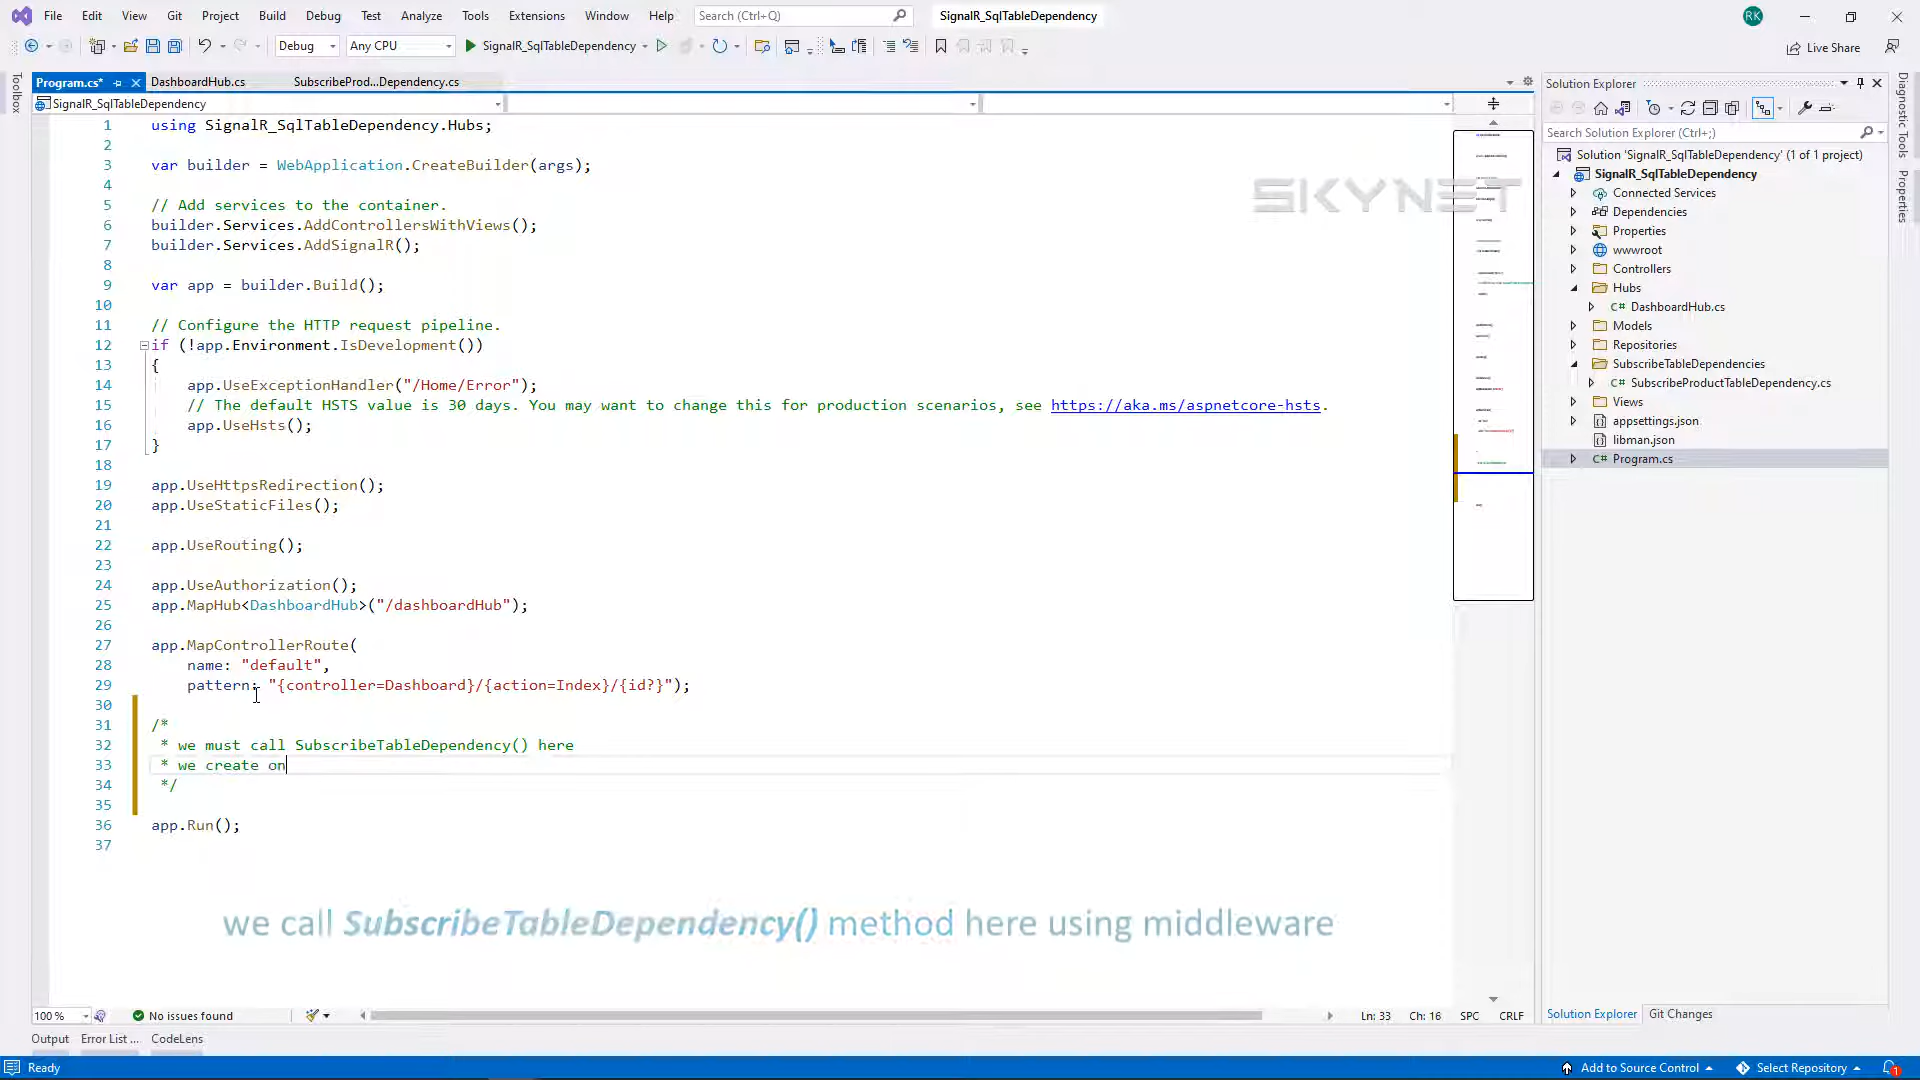 File Edit View Git Project Build Debug Test Analyze Tools Extensions Window Help Search (Ctrl+Q) SignalR_SqlTableDependency RK
Debug Any CPU SignalR_SqlTableDependency Live Share
Toolbox
Program.cs* DashboardHub.cs SubscribeProd...Dependency.cs
SignalR_SqlTableDependency
1 using SignalR_SqlTableDependency.Hubs;
2
3 var builder = WebApplication.CreateBuilder(args);
4
5 // Add services to the container.
6 builder.Services.AddControllersWithViews();
7 builder.Services.AddSignalR();
8
9 var app = builder.Build();
10
11 // Configure the HTTP request pipeline.
12 if (!app.Environment.IsDevelopment())
13 {
14 app.UseExceptionHandler("/Home/Error");
15 // The default HSTS value is 30 days. You may want to change this for production scenarios, see https://aka.ms/aspnetcore-hsts.
16 app.UseHsts();
17 }
18
19 app.UseHttpsRedirection();
20 app.UseStaticFiles();
21
22 app.UseRouting();
23
24 app.UseAuthorization();
25 app.MapHub<DashboardHub>("/dashboardHub");
26
27 app.MapControllerRoute(
28 name: "default",
29 pattern: "{controller=Dashboard}/{action=Index}/{id?}");
30
31 /*
32 * we must call SubscribeTableDependency() here
33 * we create on
34 */
35
36 app.Run();
37
SKYNET
we call SubscribeTableDependency() method here using middleware
Solution Explorer
Search Solution Explorer (Ctrl+;)
Solution 'SignalR_SqlTableDependency' (1 of 1 project)
SignalR_SqlTableDependency
Connected Services
Dependencies
Properties
wwwroot
Controllers
Hubs
C# DashboardHub.cs
Models
Repositories
SubscribeTableDependencies
C# SubscribeProductTableDependency.cs
Views
appsettings.json
libman.json
C# Program.cs
Diagnostic Tools
Properties
100 % No issues found Ln: 33 Ch: 16 SPC CRLF
Solution Explorer Git Changes
Output Error List ... CodeLens
Ready Add to Source Control Select Repository 1